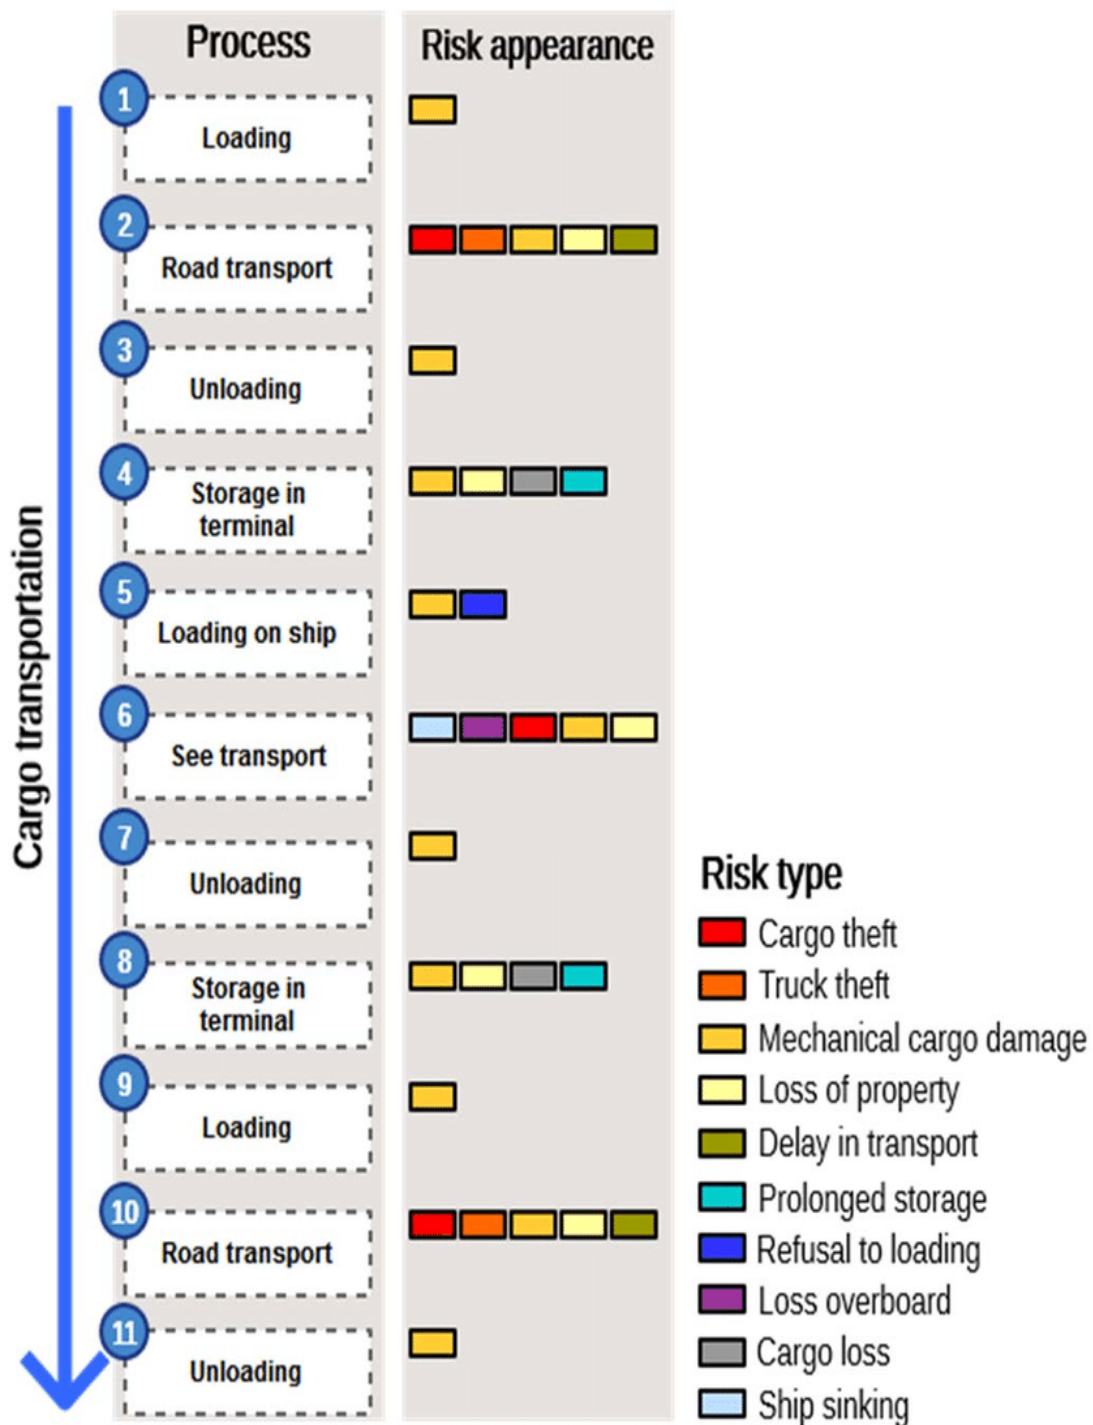 Process
Risk appearance
Cargo transportation
1
Loading
2
Road transport
3
Unloading
4
Storage in
terminal
5
Loading on ship
6
See transport
7
Unloading
8
Storage in
terminal
9
Loading
10
Road transport
11
Unloading
Risk type
Cargo theft
Truck theft
Mechanical cargo damage
Loss of property
Delay in transport
Prolonged storage
Refusal to loading
Loss overboard
Cargo loss
Ship sinking